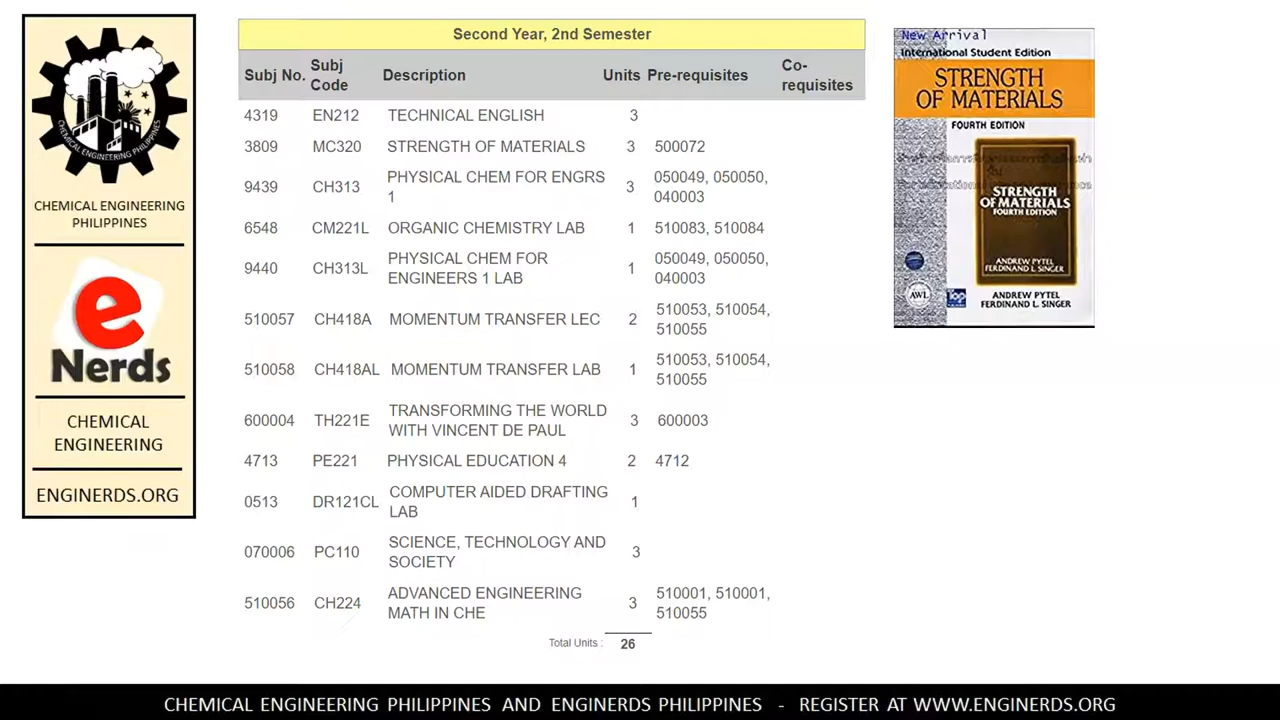 CHEMICAL ENGINEERING PHILIPPINES
CHEMICAL ENGINEERING
PHILIPPINES
e
Nerds
CHEMICAL
ENGINEERING
ENGINERDS.ORG
Second Year, 2nd Semester
Subj No. Subj Code Description Units Pre-requisites Co-requisites
4319 EN212 TECHNICAL ENGLISH 3
3809 MC320 STRENGTH OF MATERIALS 3 500072
9439 CH313 PHYSICAL CHEM FOR ENGRS 1 3 050049, 050050, 040003
6548 CM221L ORGANIC CHEMISTRY LAB 1 510083, 510084
9440 CH313L PHYSICAL CHEM FOR ENGINEERS 1 LAB 1 050049, 050050, 040003
510057 CH418A MOMENTUM TRANSFER LEC 2 510053, 510054, 510055
510058 CH418AL MOMENTUM TRANSFER LAB 1 510053, 510054, 510055
600004 TH221E TRANSFORMING THE WORLD WITH VINCENT DE PAUL 3 600003
4713 PE221 PHYSICAL EDUCATION 4 2 4712
0513 DR121CL COMPUTER AIDED DRAFTING LAB 1
070006 PC110 SCIENCE, TECHNOLOGY AND SOCIETY 3
510056 CH224 ADVANCED ENGINEERING MATH IN CHE 3 510001, 510001, 510055
Total Units : 26
New Arrival
International Student Edition
STRENGTH
OF MATERIALS
FOURTH EDITION
STRENGTH
OF MATERIALS
FOURTH EDITION
ANDREW PYTEL
FERDINAND L. SINGER
AWL
ANDREW PYTEL
FERDINAND L. SINGER
CHEMICAL ENGINEERING PHILIPPINES AND ENGINERDS PHILIPPINES - REGISTER AT WWW.ENGINERDS.ORG